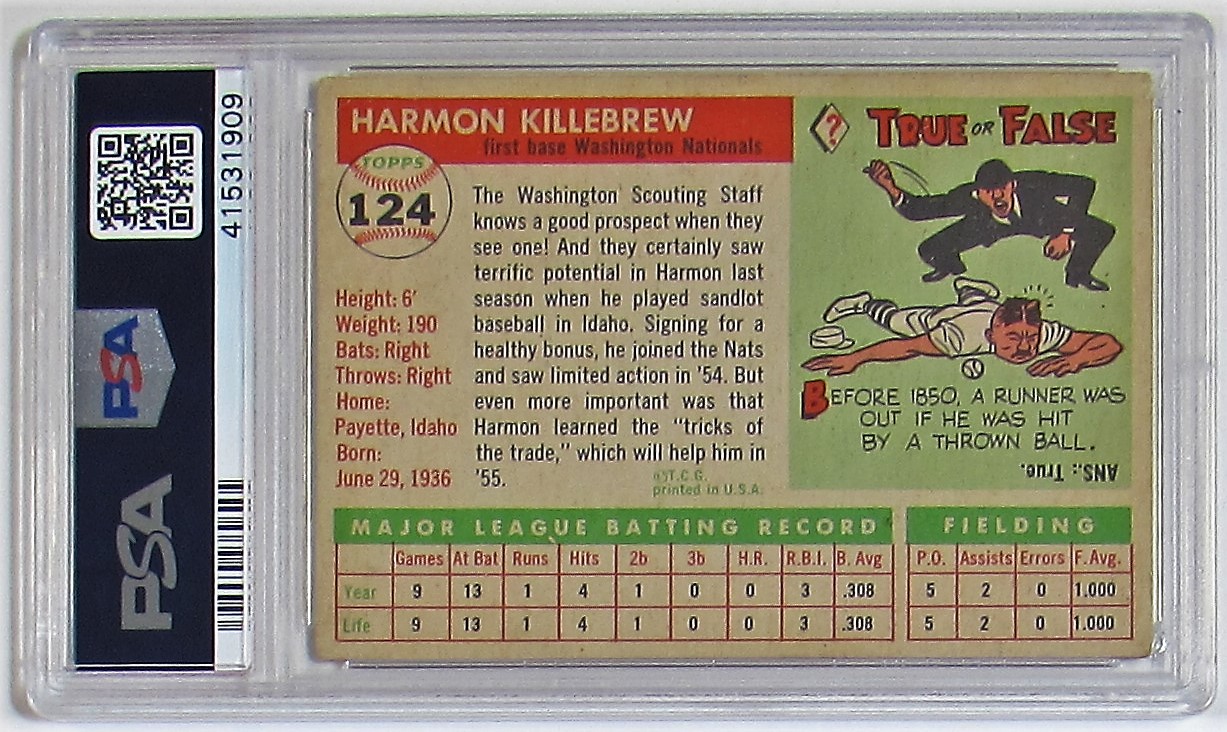 41531909
PSA
PSA
HARMON KILLEBREW
first base Washington Nationals
TOPPS
124
Height: 6'
Weight: 190
Bats: Right
Throws: Right
Home:
Payette, Idaho
Born:
June 29, 1936
The Washington Scouting Staff
knows a good prospect when they
see one! And they certainly saw
terrific potential in Harmon last
season when he played sandlot
baseball in Idaho. Signing for a
healthy bonus, he joined the Nats
and saw limited action in '54. But
even more important was that
Harmon learned the "tricks of
the trade," which will help him in
'55.
©T.C.G.
printed in U.S.A.
?
TRUE OR FALSE
BEFORE 1850, A RUNNER WAS
OUT IF HE WAS HIT
BY A THROWN BALL.
ANS.: True.
MAJOR LEAGUE BATTING RECORD
Games At Bat Runs Hits 2b 3b H.R. R.B.I. B. Avg
Year 9 13 1 4 1 0 0 3 .308
Life 9 13 1 4 1 0 0 3 .308
FIELDING
P.O. Assists Errors F. Avg.
5 2 0 1.000
5 2 0 1.000